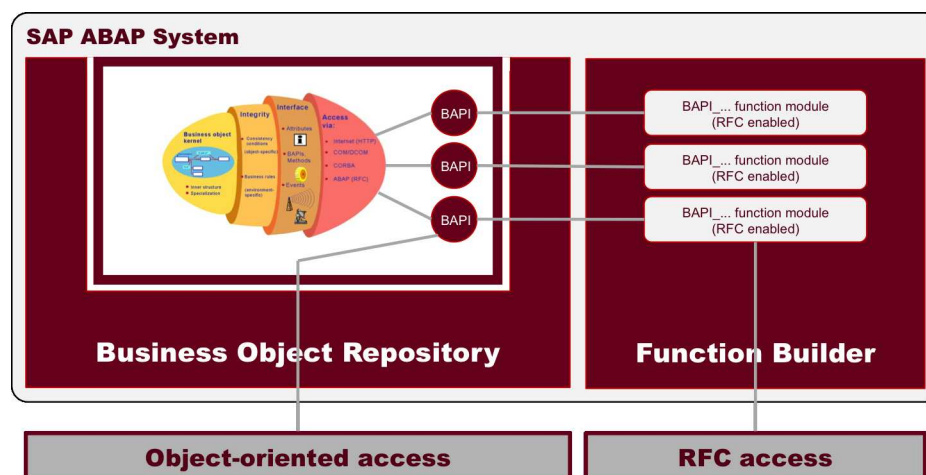 SAP ABAP System
Business object
kernel
Inner structure
Specialization
Integrity
Consistency
conditions
(object-specific)
Business rules
(environment-
specific)
Interface
Attributes
BAPIs,
Methods
Events
Access
via:
Internet (HTTP)
COM/DCOM
CORBA
ABAP (RFC)
BAPI
BAPI
BAPI
BAPI_... function module
(RFC enabled)
BAPI_... function module
(RFC enabled)
BAPI_... function module
(RFC enabled)
Business Object Repository
Function Builder
Object-oriented access
RFC access